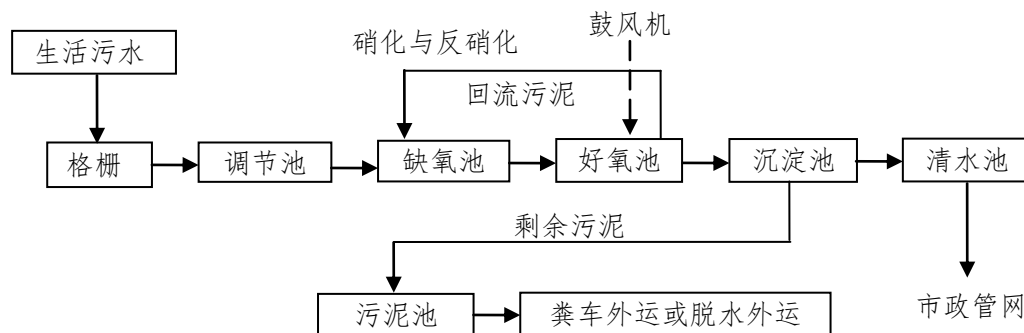 硝化与反硝化
鼓风机
生活污水
回流污泥
格栅
调节池
缺氧池
好氧池
沉淀池
清水池
剩余污泥
污泥池
粪车外运或脱水外运
市政管网